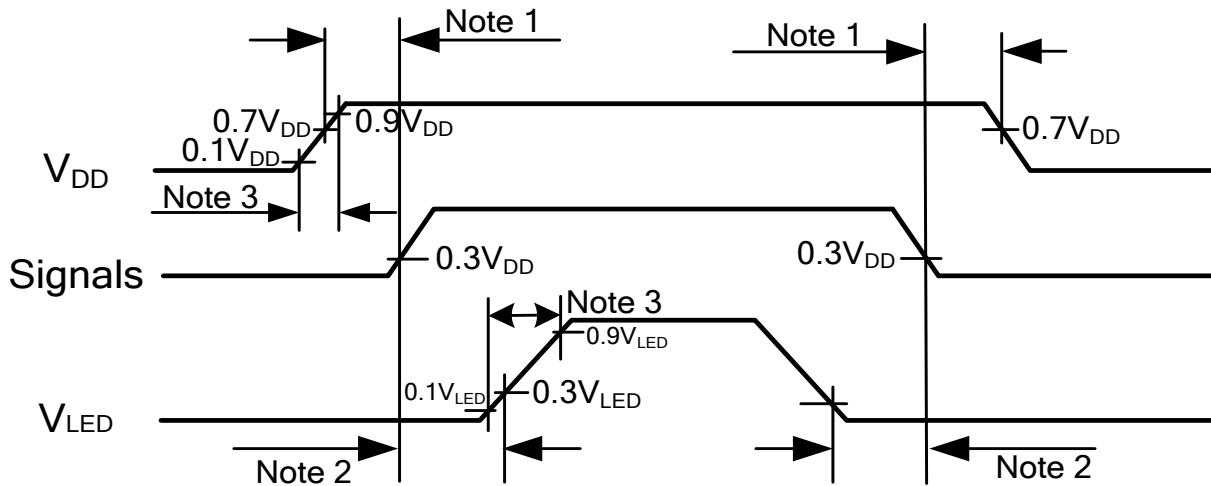 Note 1
Note 1
0.7VDD
0.9VDD
0.7VDD
0.1VDD
VDD
Note 3
0.3VDD
0.3VDD
Signals
Note 3
0.9VLED
0.1VLED
0.3VLED
VLED
Note 2
Note 2